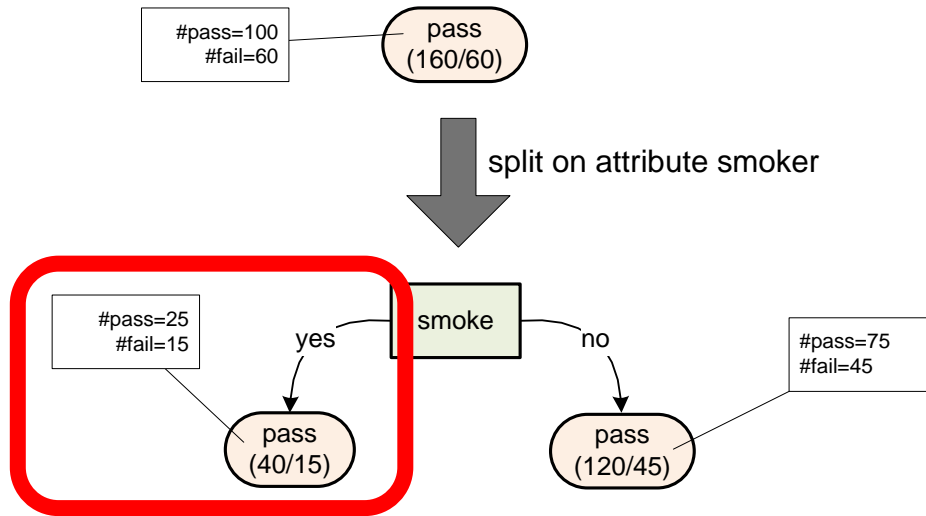 #pass=100
#fail=60
pass
(160/60)
split on attribute smoker
smoke
yes
no
#pass=25
#fail=15
#pass=75
#fail=45
pass
(40/15)
pass
(120/45)